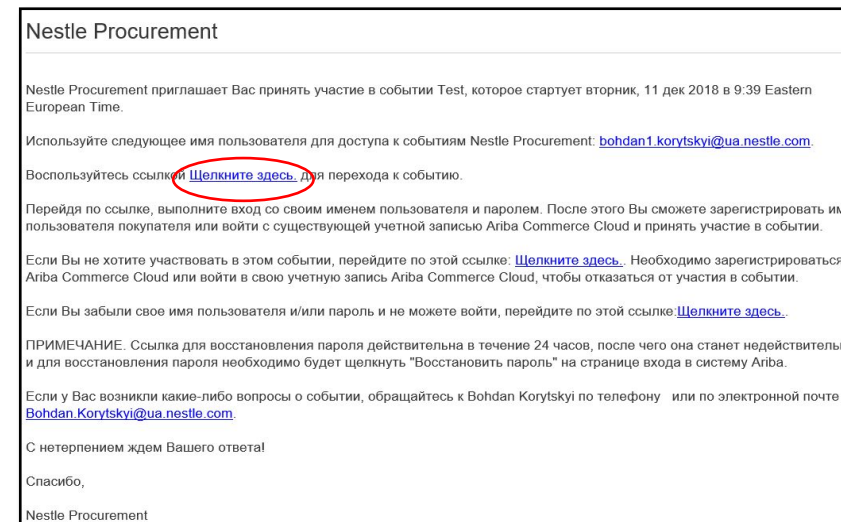 Nestle Procurement
Nestle Procurement приглашает Вас принять участие в событии Test, которое стартует вторник, 11 дек 2018 в 9:39 Eastern
European Time.
Используйте следующее имя пользователя для доступа к событиям Nestle Procurement: bohdan1.korytskyi@ua.nestle.com.
Воспользуйтесь ссылкой Щелкните здесь. для перехода к событию.
Перейдя по ссылке, выполните вход со своим именем пользователя и паролем. После этого Вы сможете зарегистрировать
пользователя покупателя или войти с существующей учетной записью Ariba Commerce Cloud и принять участие в событии.
Если Вы не хотите участвовать в этом событии, перейдите по этой ссылке: Щелкните здесь.. Необходимо зарегистрироваться
Ariba Commerce Cloud или войти в свою учетную запись Ariba Commerce Cloud, чтобы отказаться от участия в событии.
Если Вы забыли свое имя пользователя и/или пароль и не можете войти, перейдите по этой ссылке:Щелкните здесь..
ПРИМЕЧАНИЕ. Ссылка для восстановления пароля действительна в течение 24 часов, после чего она станет
и для восстановления пароля необходимо будет щелкнуть "Восстановить пароль" на странице входа в систему Ariba.
Если у Вас возникли какие-либо вопросы о событии, обращайтесь к Bohdan Korytskyi по телефону или по электронной почте
Bohdan.Korytskyi@ua.nestle.com.
С нетерпением ждем Вашего ответа!
Спасибо,
Nestle Procurement